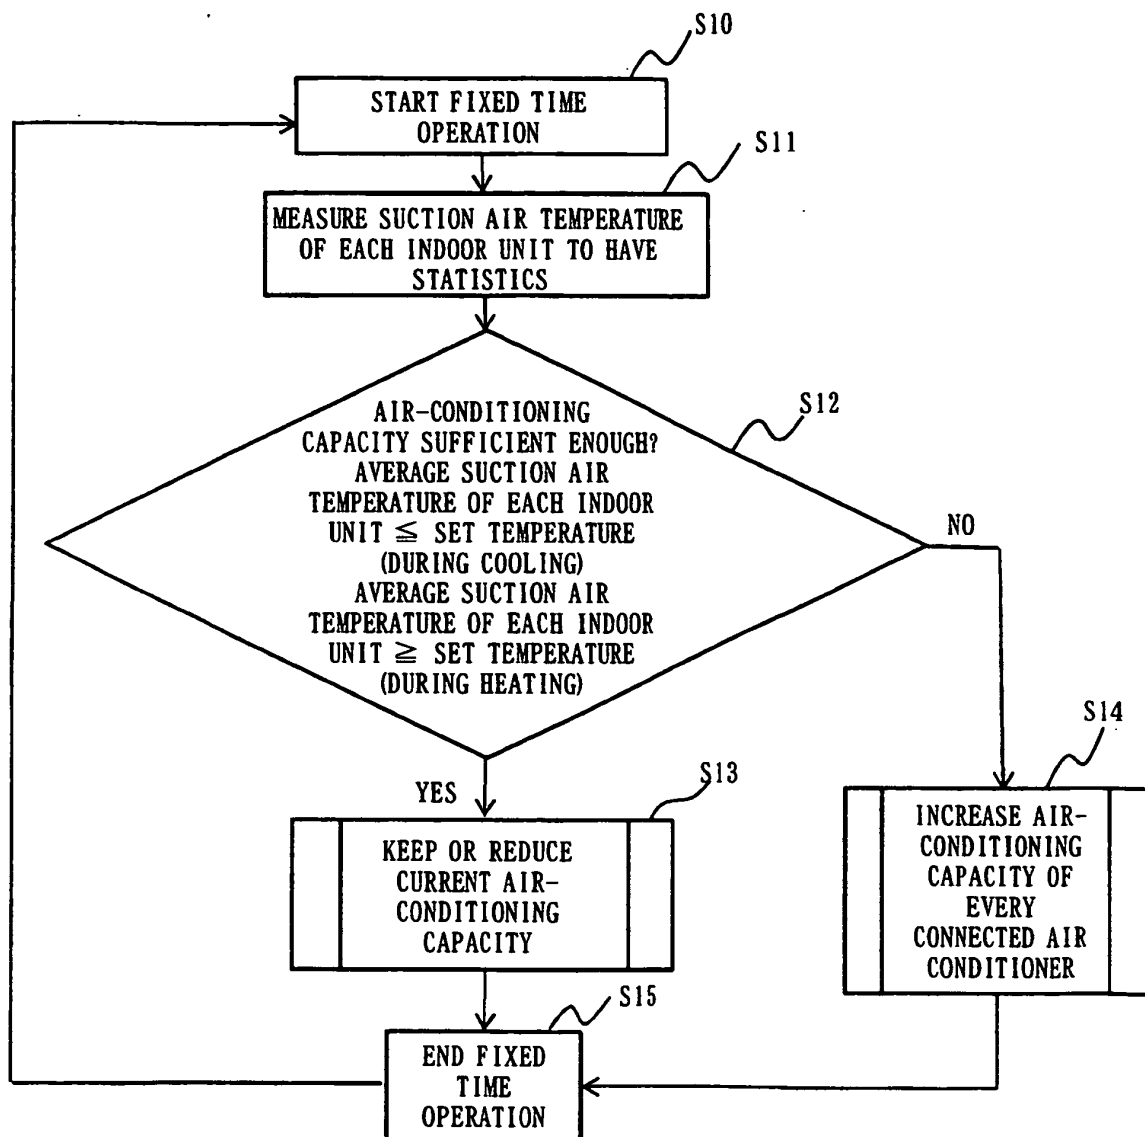 S10
START FIXED TIME
OPERATION
S11
MEASURE SUCTION AIR TEMPERATURE
OF EACH INDOOR UNIT TO HAVE
STATISTICS
S12
AIR-CONDITIONING
CAPACITY SUFFICIENT ENOUGH?
AVERAGE SUCTION AIR
TEMPERATURE OF EACH INDOOR
UNIT ≦ SET TEMPERATURE
(DURING COOLING)
AVERAGE SUCTION AIR
TEMPERATURE OF EACH INDOOR
UNIT ≧ SET TEMPERATURE
(DURING HEATING)
NO
YES
S13
KEEP OR REDUCE
CURRENT AIR-
CONDITIONING
CAPACITY
S14
INCREASE AIR-
CONDITIONING
CAPACITY OF
EVERY
CONNECTED AIR
CONDITIONER
S15
END FIXED
TIME
OPERATION